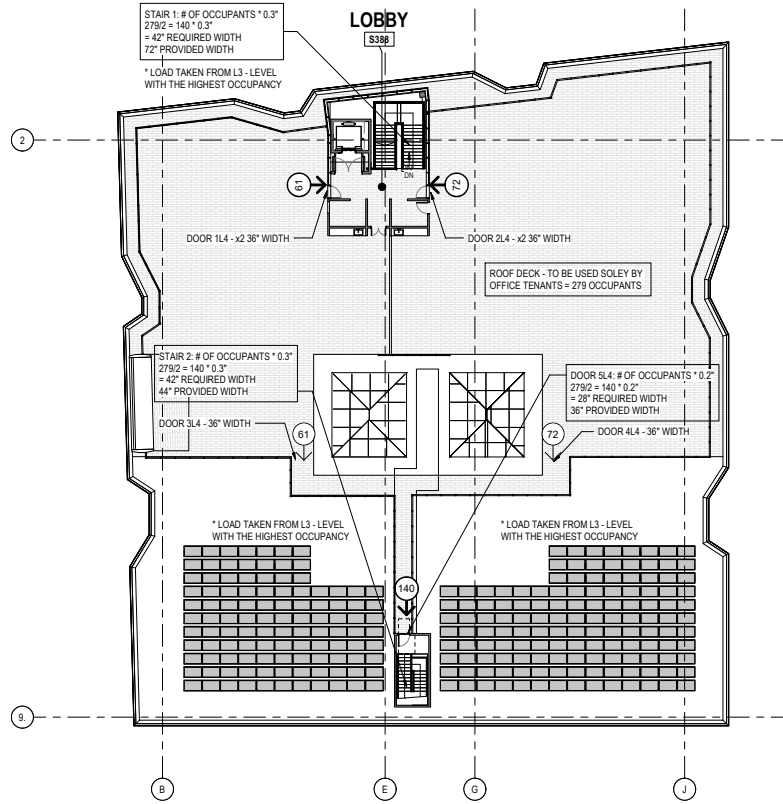 STAIR 1: # OF OCCUPANTS * 0.3"
279/2 = 140 * 0.3"
= 42" REQUIRED WIDTH
72" PROVIDED WIDTH
* LOAD TAKEN FROM L3 - LEVEL
WITH THE HIGHEST OCCUPANCY
LOBBY
S388
2
DN
61
72
DOOR 1L4 - x2 36" WIDTH
DOOR 2L4 - x2 36" WIDTH
ROOF DECK - TO BE USED SOLEY BY
OFFICE TENANTS = 279 OCCUPANTS
STAIR 2: # OF OCCUPANTS * 0.3"
279/2 = 140 * 0.3"
= 42" REQUIRED WIDTH
44" PROVIDED WIDTH
DOOR 5L4: # OF OCCUPANTS * 0.2"
279/2 = 140 * 0.2"
= 28" REQUIRED WIDTH
36" PROVIDED WIDTH
DOOR 3L4 - 36" WIDTH
61
72
DOOR 4L4 - 36" WIDTH
* LOAD TAKEN FROM L3 - LEVEL
WITH THE HIGHEST OCCUPANCY
* LOAD TAKEN FROM L3 - LEVEL
WITH THE HIGHEST OCCUPANCY
140
9.
B
E
G
J